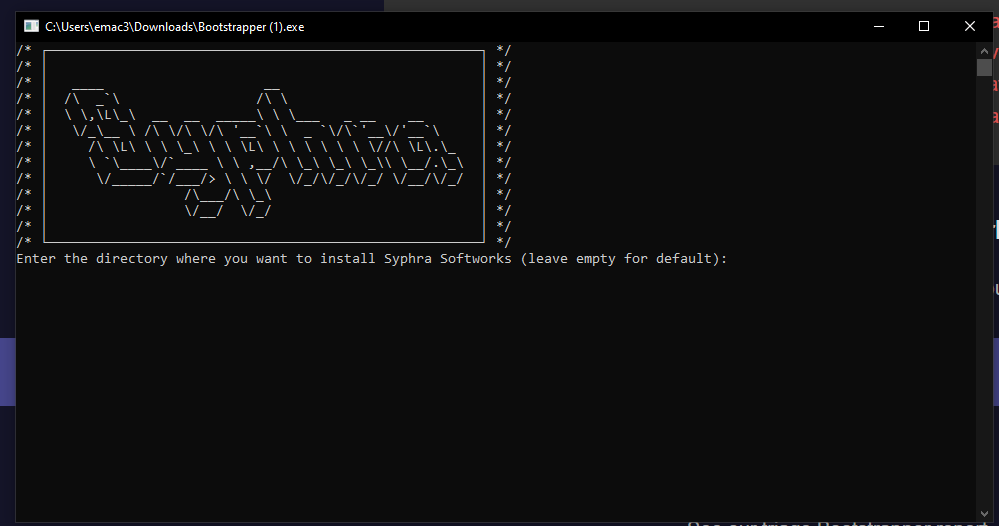 C:\Users\emac3\Downloads\Bootstrapper (1).exe
Syphra
Enter the directory where you want to install Syphra Softworks (leave empty for default):